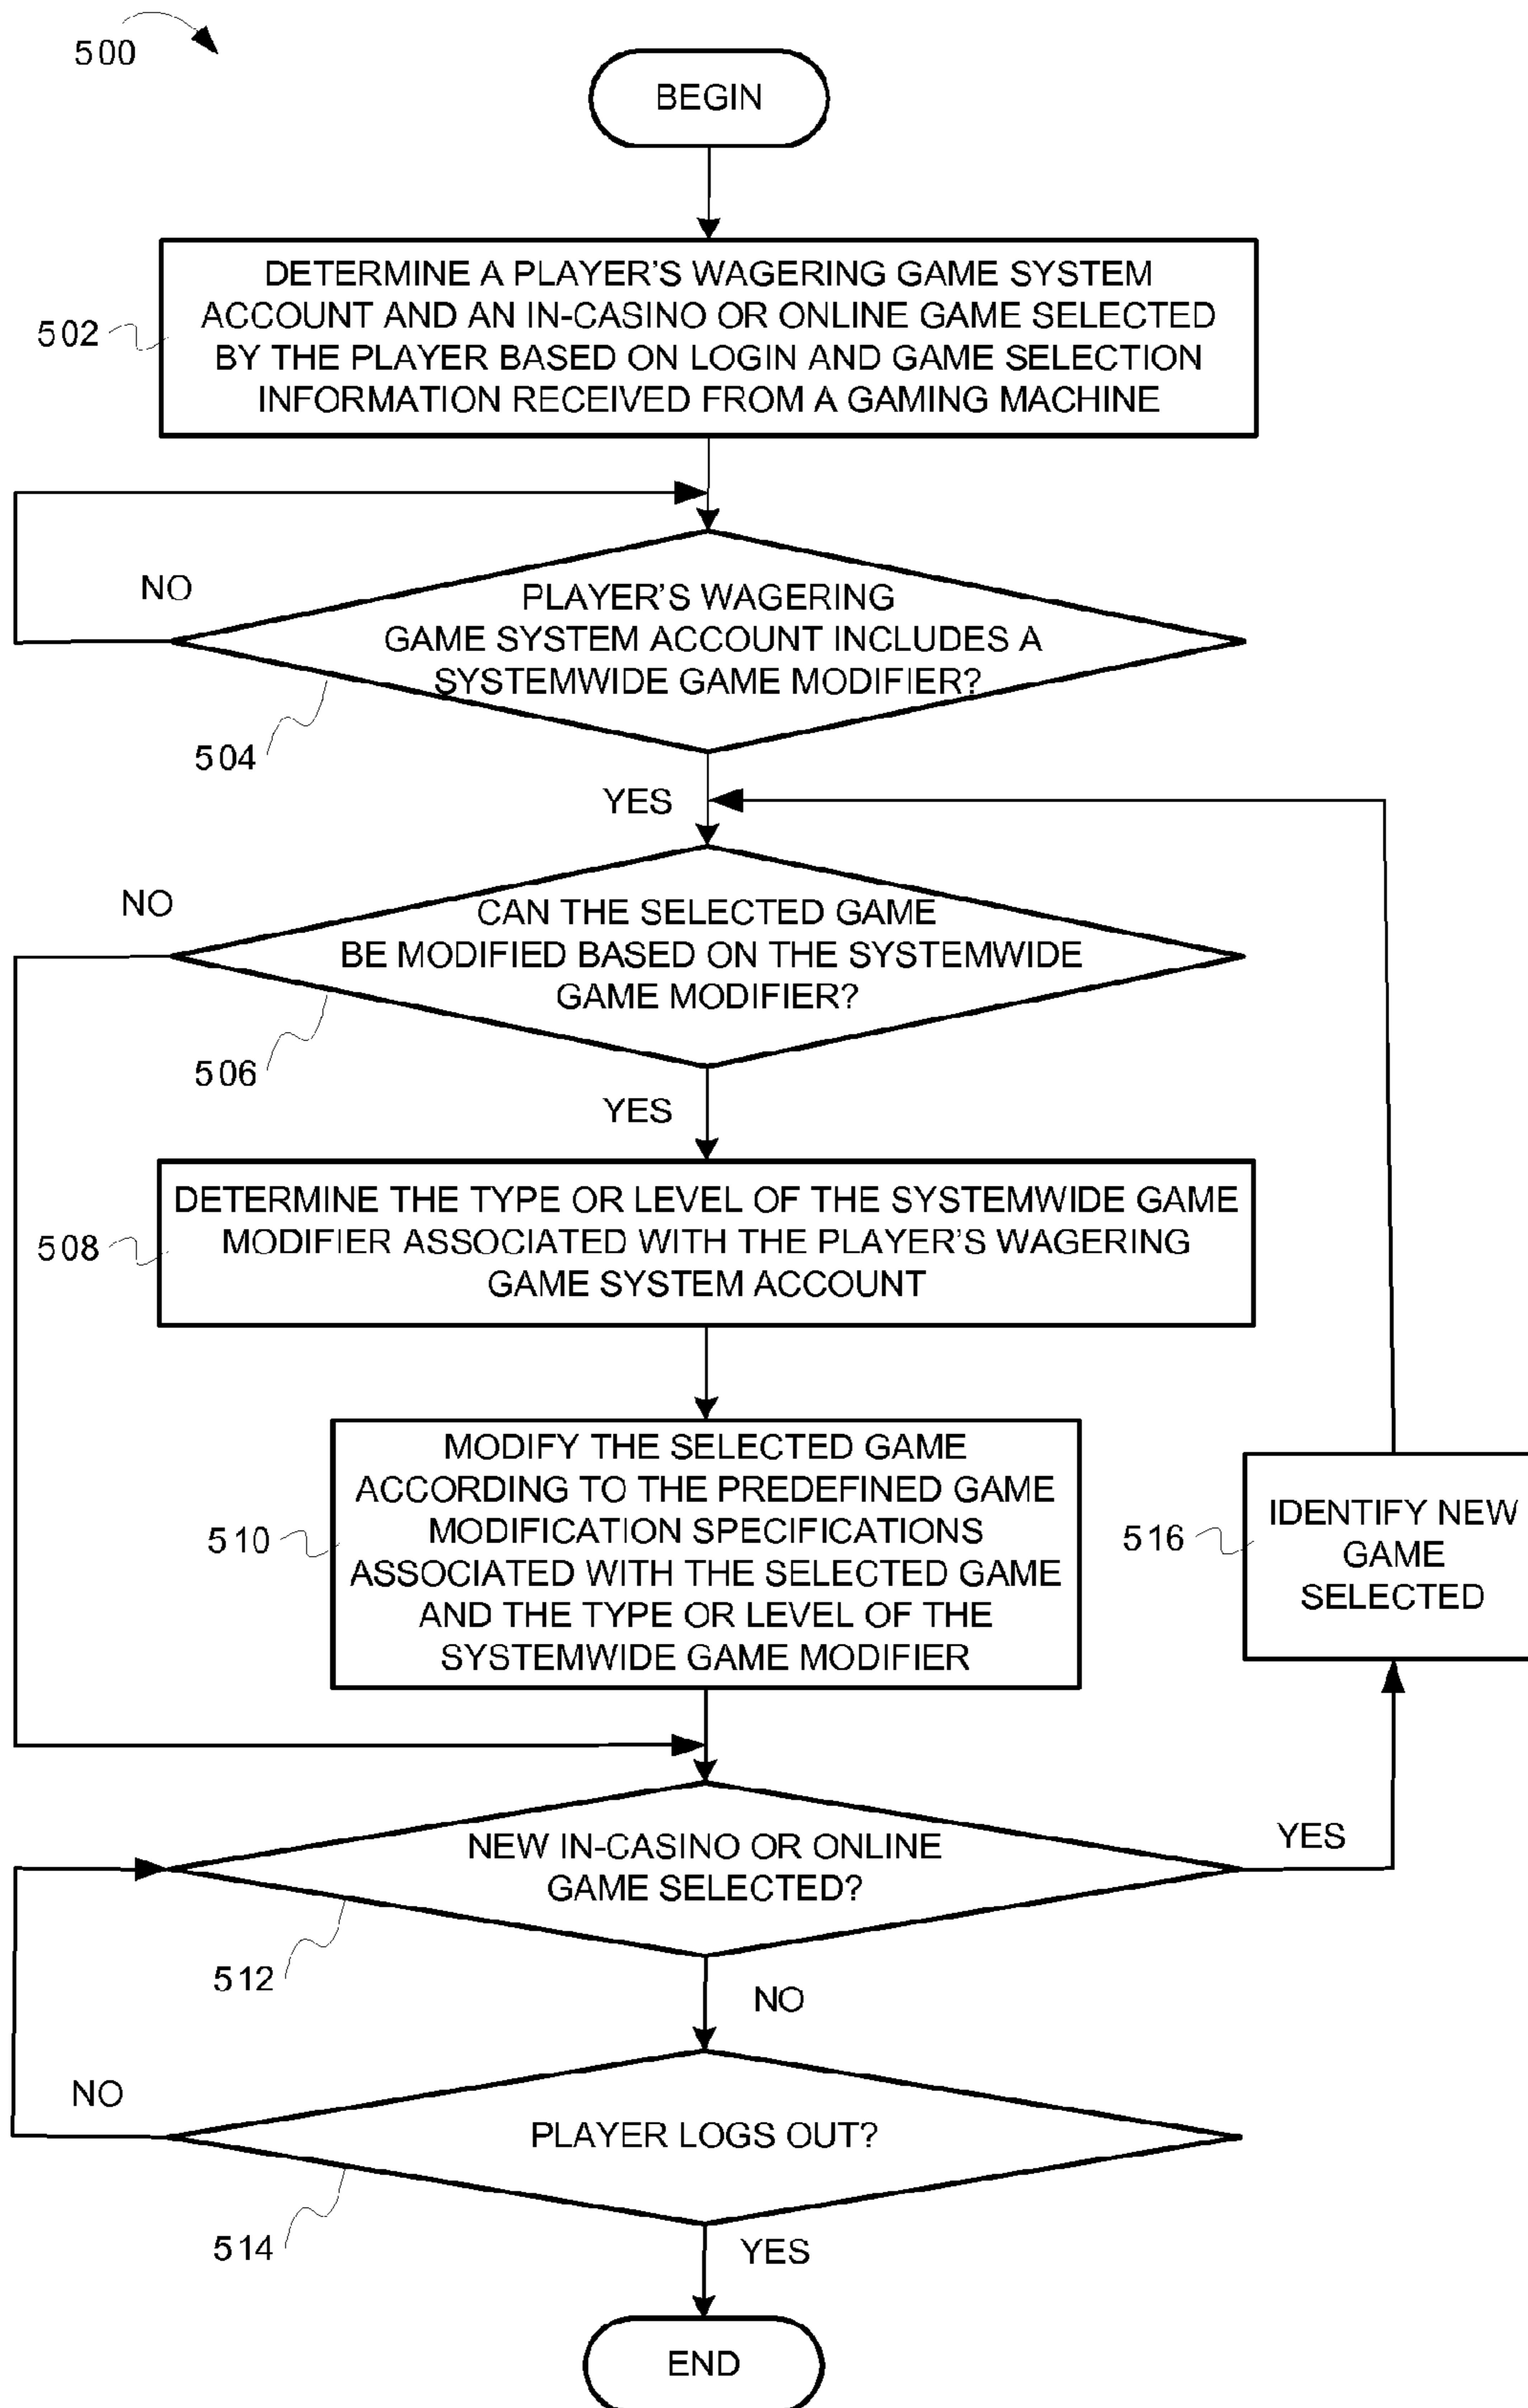 500
BEGIN
DETERMINE A PLAYER'S WAGERING GAME SYSTEM
ACCOUNT AND AN IN-CASINO OR ONLINE GAME SELECTED
BY THE PLAYER BASED ON LOGIN AND GAME SELECTION
INFORMATION RECEIVED FROM A GAMING MACHINE
502
NO
PLAYER'S WAGERING
GAME SYSTEM ACCOUNT INCLUDES A
SYSTEMWIDE GAME MODIFIER?
504
YES
NO
CAN THE SELECTED GAME
BE MODIFIED BASED ON THE SYSTEMWIDE
GAME MODIFIER?
506
YES
DETERMINE THE TYPE OR LEVEL OF THE SYSTEMWIDE GAME
MODIFIER ASSOCIATED WITH THE PLAYER'S WAGERING
GAME SYSTEM ACCOUNT
508
MODIFY THE SELECTED GAME
ACCORDING TO THE PREDEFINED GAME
MODIFICATION SPECIFICATIONS
ASSOCIATED WITH THE SELECTED GAME
AND THE TYPE OR LEVEL OF THE
SYSTEMWIDE GAME MODIFIER
510
516
IDENTIFY NEW
GAME
SELECTED
NEW IN-CASINO OR ONLINE
GAME SELECTED?
YES
512
NO
NO
PLAYER LOGS OUT?
514
YES
END